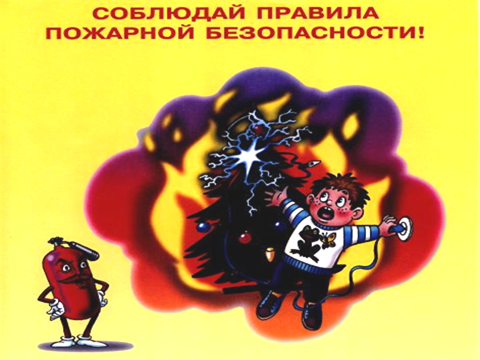 СОБЛЮДАЙ ПРАВИЛА
ПОЖАРНОЙ БЕЗОПАСНОСТИ!